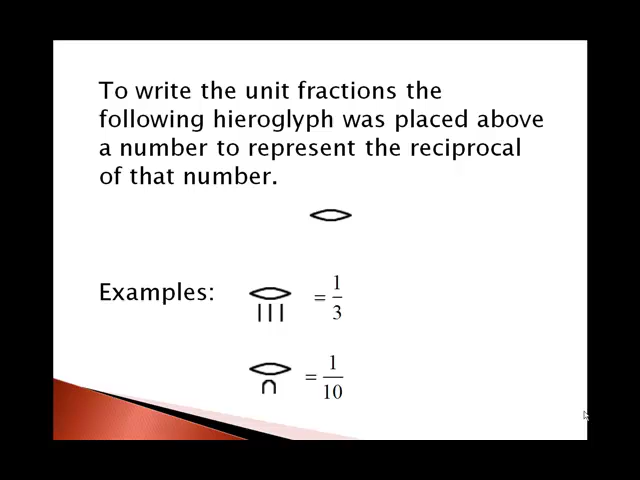 To write the unit fractions the
following hieroglyph was placed above
a number to represent the reciprocal
of that number.
Examples: ||| = 1/3
∩ = 1/10